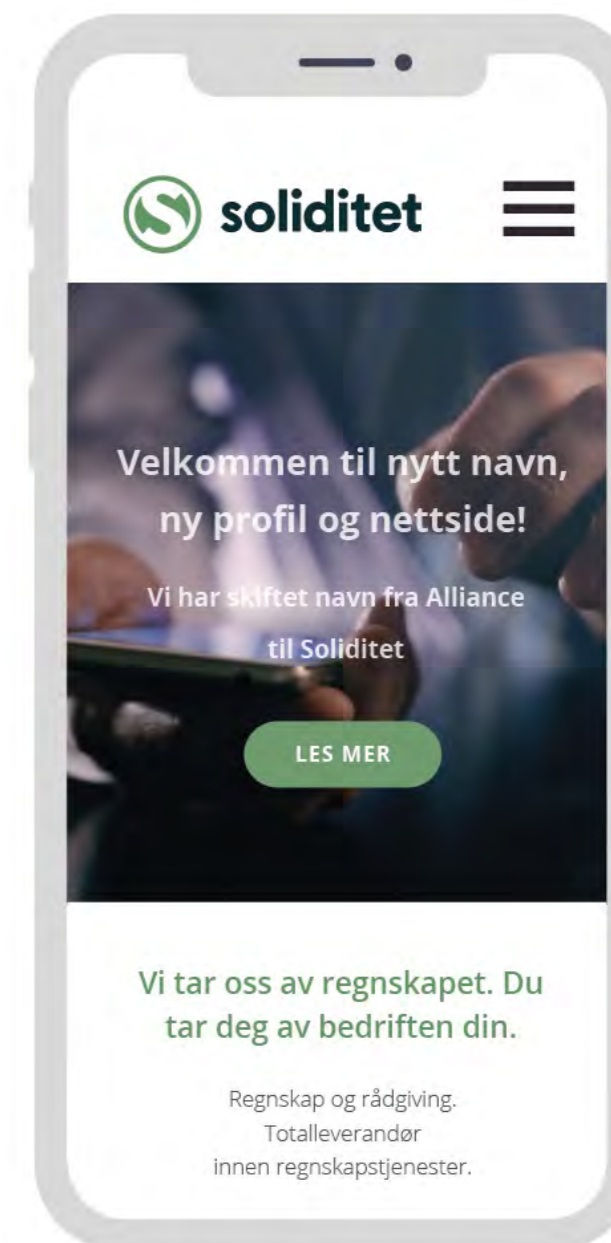 soliditet
Velkommen til nytt navn,
ny profil og nettside!
Vi har skiftet navn fra Alliance
til Soliditet
LES MER
Vi tar oss av regnskapet. Du
tar deg av bedriften din.
Regnskap og rådgiving.
Totalleverandør
innen regnskapstjenester.